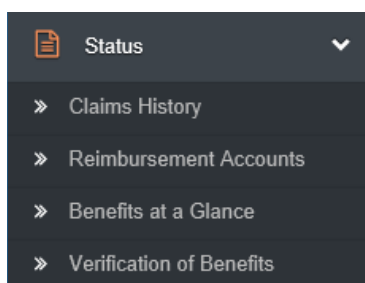 Status
Claims History
Reimbursement Accounts
Benefits at a Glance
Verification of Benefits